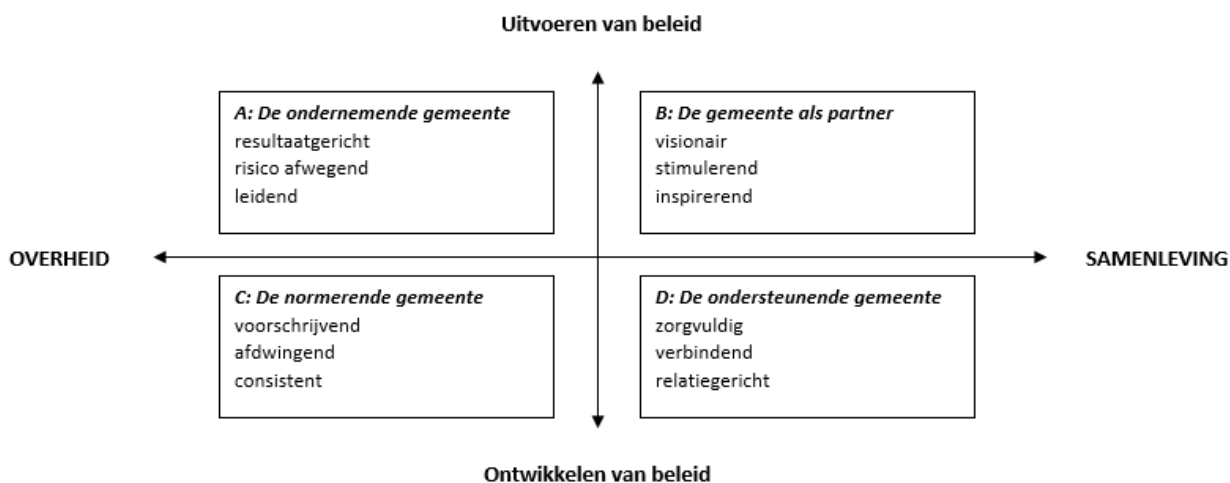 Uitvoeren van beleid
A: De ondernemende gemeente
resultaatgericht
risico afwegend
leidend
B: De gemeente als partner
visionair
stimulerend
inspirerend
OVERHEID
SAMENLEVING
C: De normerende gemeente
voorschrijvend
afdwingend
consistent
D: De ondersteunende gemeente
zorgvuldig
verbindend
relatiegericht
Ontwikkelen van beleid